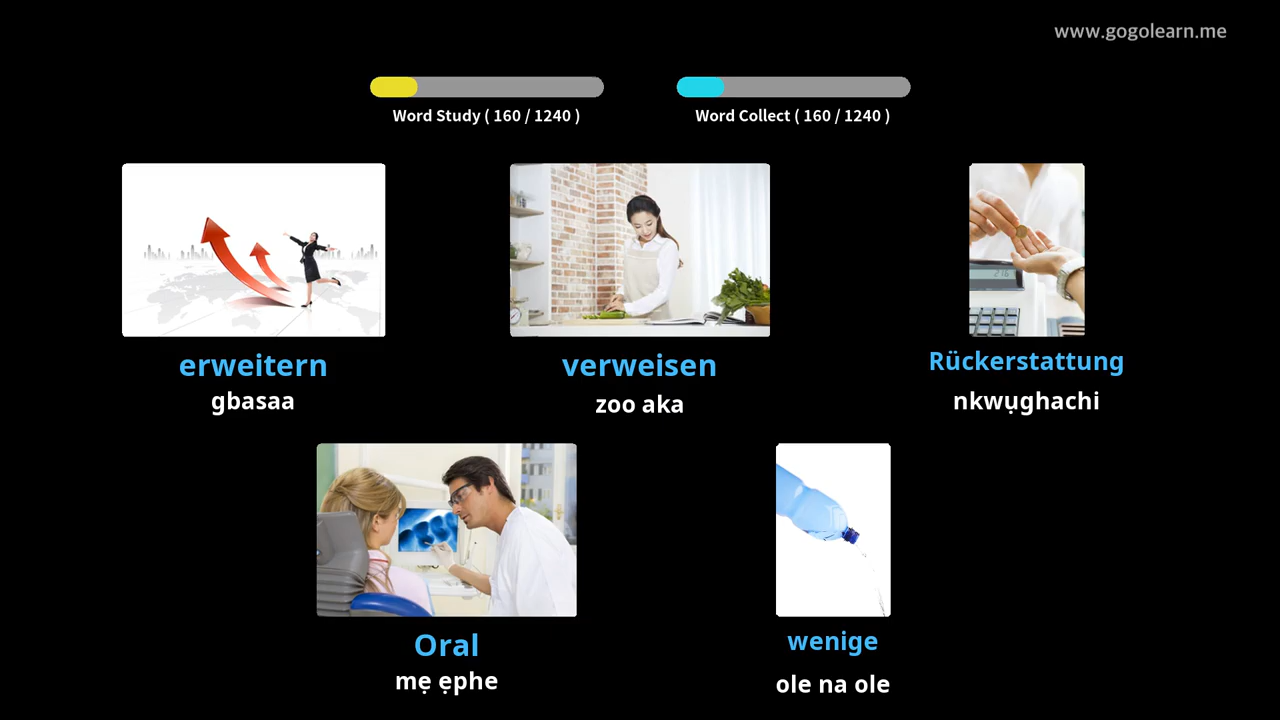 www.gogolearn.me
Word Study ( 160 / 1240 )
Word Collect ( 160 / 1240 )
erweitern
gbasaa
verweisen
zoo aka
Rückerstattung
nkwụghachi
Oral
mẹ ẹphe
wenige
ole na ole